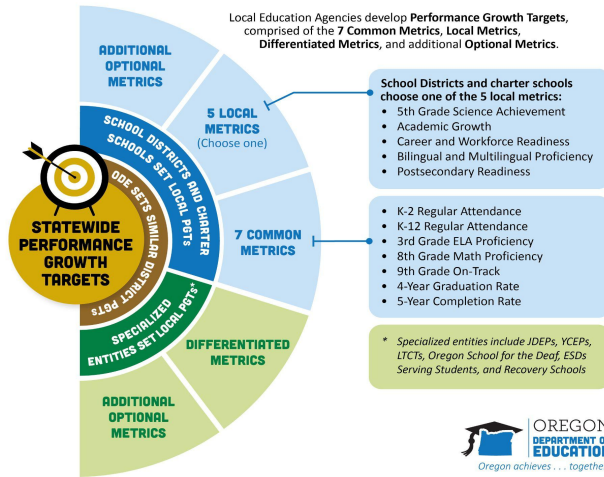 Local Education Agencies develop Performance Growth Targets,
comprised of the 7 Common Metrics, Local Metrics,
Differentiated Metrics, and additional Optional Metrics.
ADDITIONAL
OPTIONAL
METRICS
5 LOCAL
METRICS
(Choose one)
School Districts and charter schools
choose one of the 5 local metrics:
• 5th Grade Science Achievement
• Academic Growth
• Career and Workforce Readiness
• Bilingual and Multilingual Proficiency
• Postsecondary Readiness
SCHOOL DISTRICTS AND CHARTER
SCHOOLS SET LOCAL PGTs
ODE SETS SIMILAR DISTRICT PGTs
STATEWIDE
PERFORMANCE
GROWTH
TARGETS
7 COMMON
METRICS
• K-2 Regular Attendance
• K-12 Regular Attendance
• 3rd Grade ELA Proficiency
• 8th Grade Math Proficiency
• 9th Grade On-Track
• 4-Year Graduation Rate
• 5-Year Completion Rate
SPECIALIZED
ENTITIES SET LOCAL PGTs*
DIFFERENTIATED
METRICS
* Specialized entities include JDEPs, YCEPs,
LTCTs, Oregon School for the Deaf, ESDs
Serving Students, and Recovery Schools
ADDITIONAL
OPTIONAL
METRICS
OREGON
DEPARTMENT OF
EDUCATION
Oregon achieves . . . together